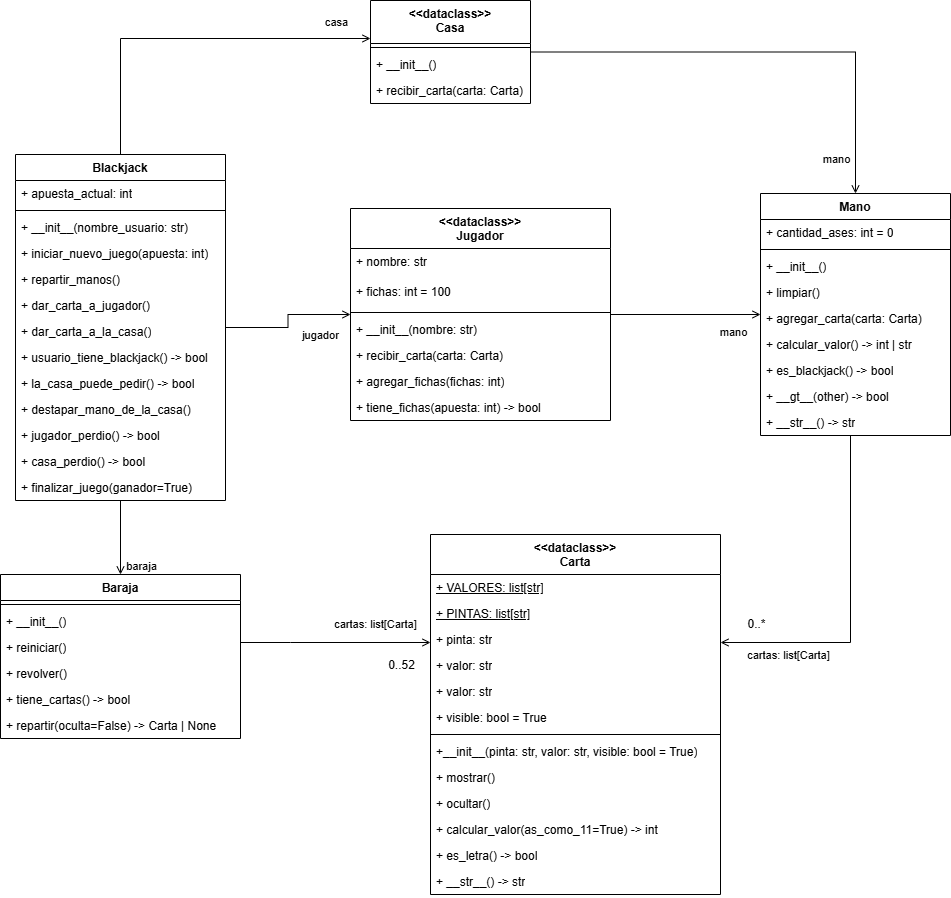 casa
<<dataclass>>
Casa
+ __init__()
+ recibir_carta(carta: Carta)
mano
Blackjack
+ apuesta_actual: int
+ __init__(nombre_usuario: str)
+ iniciar_nuevo_juego(apuesta: int)
+ repartir_manos()
+ dar_carta_a_jugador()
+ dar_carta_a_la_casa()
+ usuario_tiene_blackjack() -> bool
+ la_casa_puede_pedir() -> bool
+ destapar_mano_de_la_casa()
+ jugador_perdio() -> bool
+ casa_perdio() -> bool
+ finalizar_juego(ganador=True)
jugador
<<dataclass>>
Jugador
+ nombre: str
+ fichas: int = 100
+ __init__(nombre: str)
+ recibir_carta(carta: Carta)
+ agregar_fichas(fichas: int)
+ tiene_fichas(apuesta: int) -> bool
mano
Mano
+ cantidad_ases: int = 0
+ __init__()
+ limpiar()
+ agregar_carta(carta: Carta)
+ calcular_valor() -> int | str
+ es_blackjack() -> bool
+ __gt__(other) -> bool
+ __str__() -> str
baraja
Baraja
+ __init__()
+ reiniciar()
+ revolver()
+ tiene_cartas() -> bool
+ repartir(oculta=False) -> Carta | None
cartas: list[Carta]
0..52
<<dataclass>>
Carta
+ VALORES: list[str]
+ PINTAS: list[str]
+ pinta: str
+ valor: str
+ valor: str
+ visible: bool = True
+__init__(pinta: str, valor: str, visible: bool = True)
+ mostrar()
+ ocultar()
+ calcular_valor(as_como_11=True) -> int
+ es_letra() -> bool
+ __str__() -> str
0..*
cartas: list[Carta]